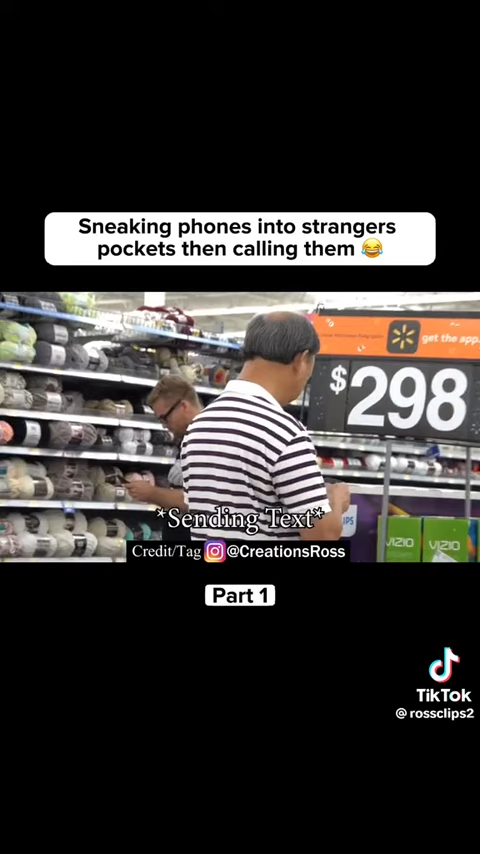 Sneaking phones into strangers
pockets then calling them 😂
get the app.
$298
*Sending Text*
PS
VIZIO
VIZIO
Credit/Tag @CreationsRoss
Part 1
TikTok
@rossclips2